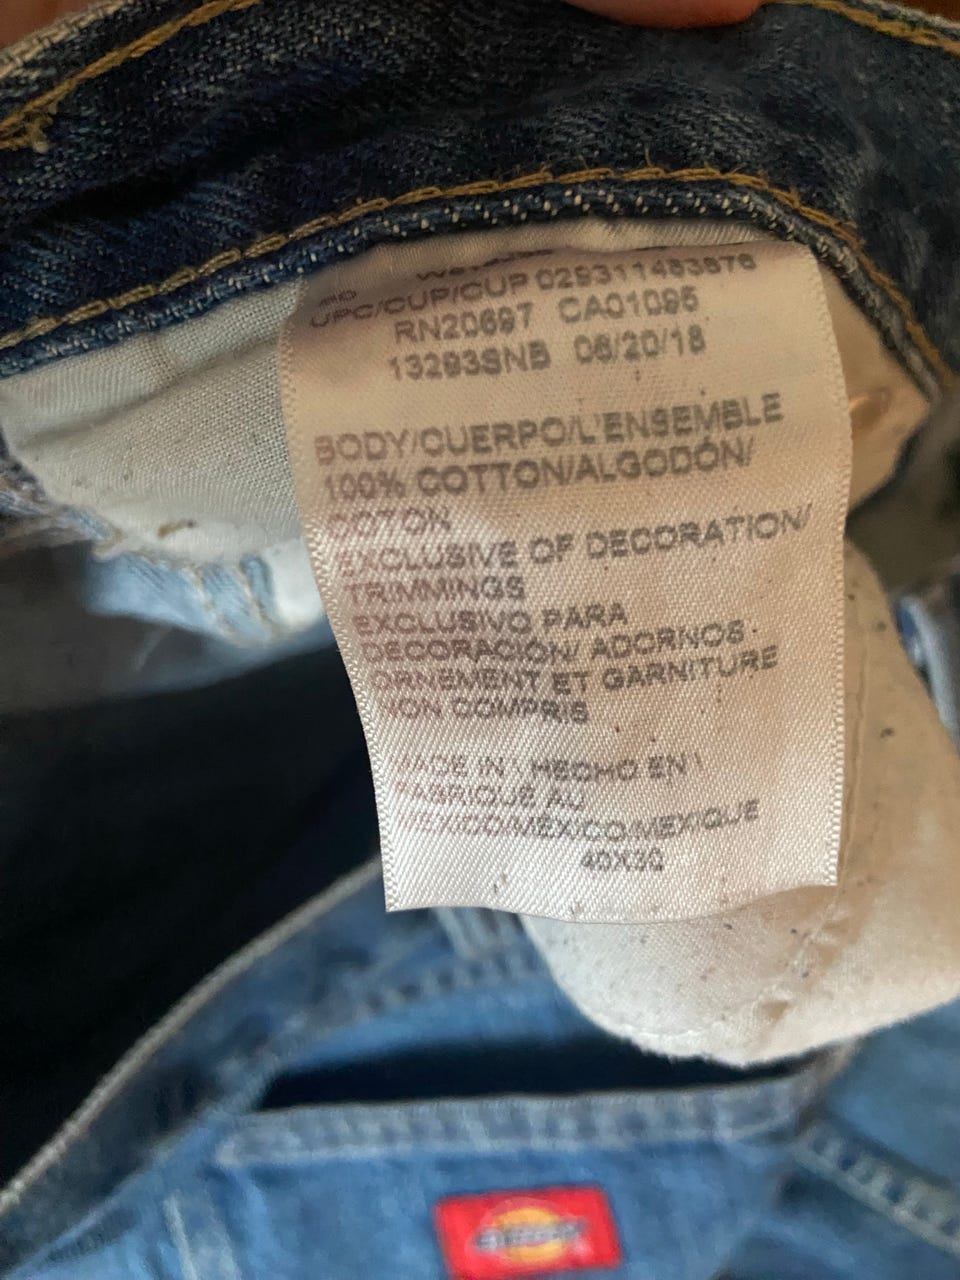 UPC/CUP/CUP 029311483876
RN20697 CA01095
13293SNB 06/20/18
BODY/CUERPO/L'ENSEMBLE
100% COTTON/ALGODÓN/
COTON
EXCLUSIVE OF DECORATION/
TRIMMINGS
EXCLUSIVO PARA
DECORACIÓN/ ADORNOS
ORNEMENT ET GARNITURE
NON COMPRIS
MADE IN \ HECHO EN \
FABRIQUÉ AU
MEXICO/MÉXICO/MEXIQUE
40X30